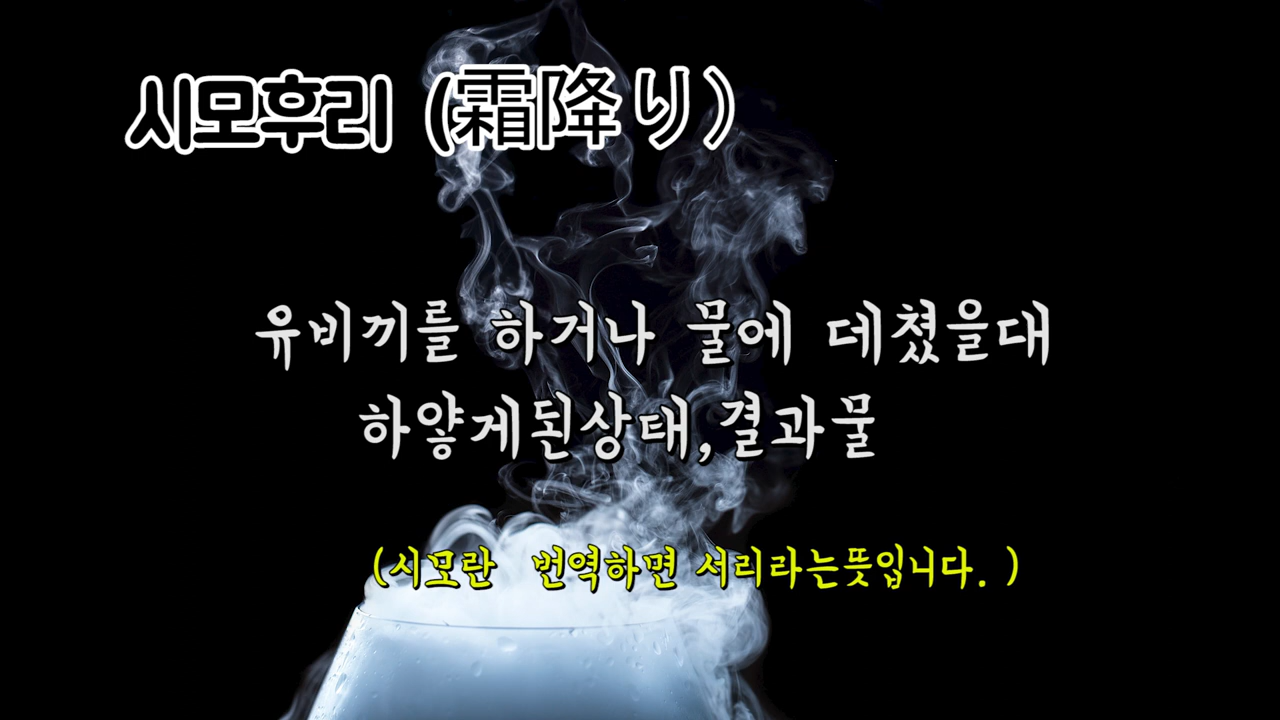 시모후리 (霜降り)
유비끼를 하거나 물에 데쳤을대
하얗게된상태,결과물
(시모란 번역하면 서리라는뜻입니다. )